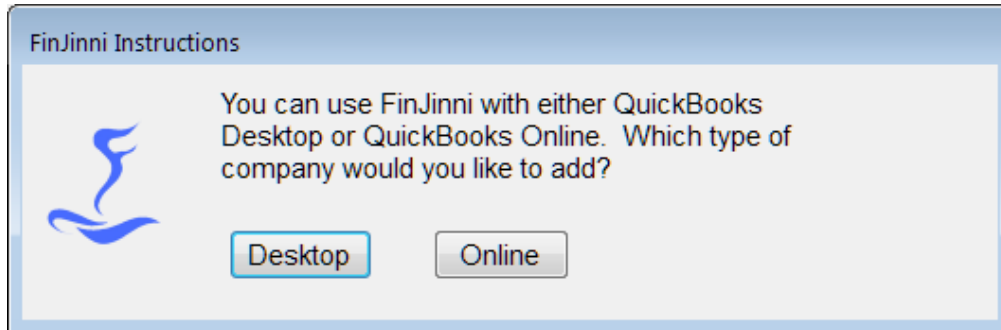 FinJinni Instructions
You can use FinJinni with either QuickBooks
Desktop or QuickBooks Online.  Which type of
company would you like to add?
Desktop
Online